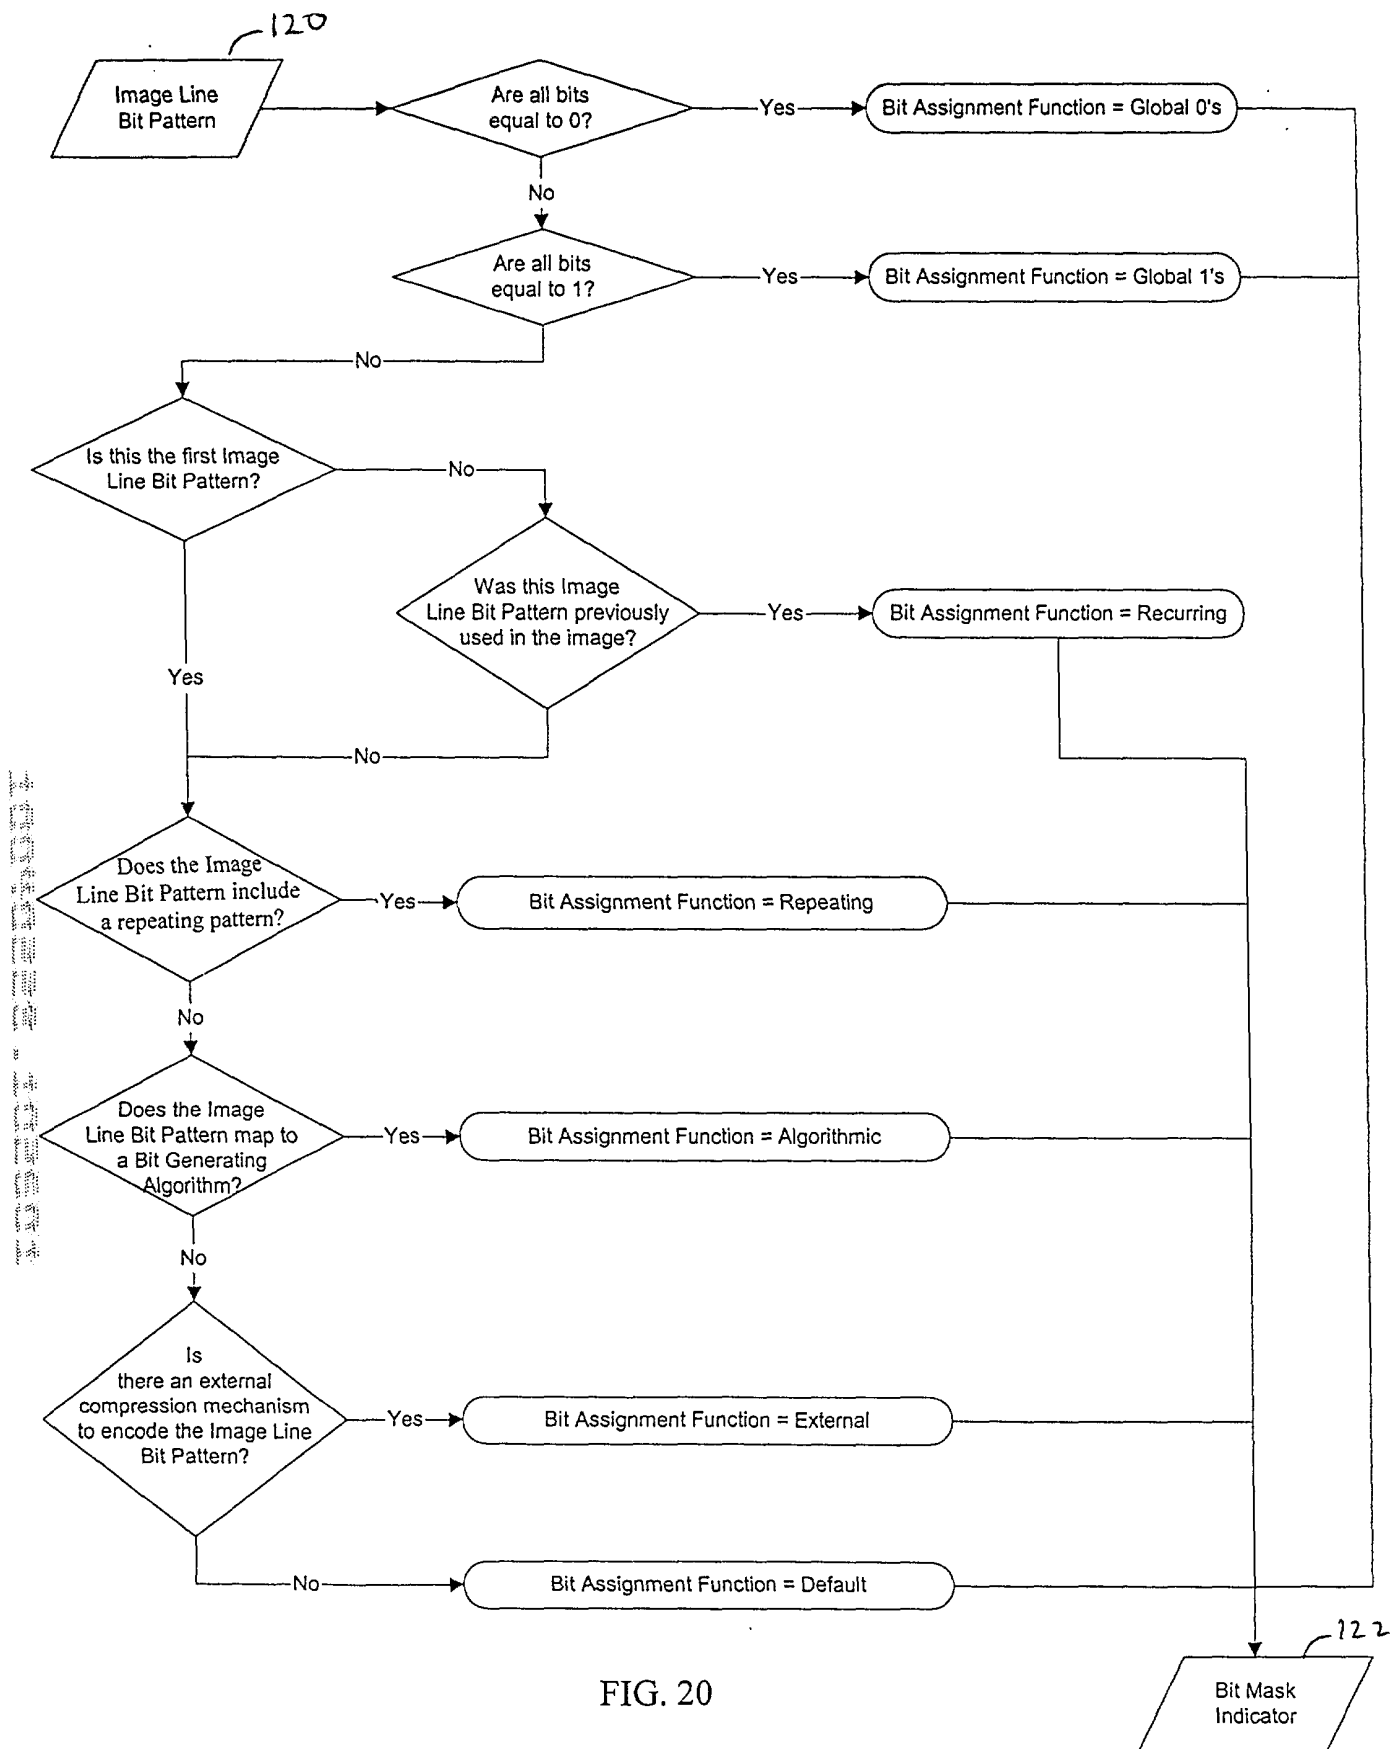 120
Image Line
Bit Pattern
Are all bits
equal to 0?
Yes
Bit Assignment Function = Global 0's
No
Are all bits
equal to 1?
Yes
Bit Assignment Function = Global 1's
No
Is this the first Image
Line Bit Pattern?
No
Was this Image
Line Bit Pattern previously
used in the image?
Yes
Bit Assignment Function = Recurring
Yes
No
Does the Image
Line Bit Pattern include
a repeating pattern?
Yes
Bit Assignment Function = Repeating
No
Does the Image
Line Bit Pattern map to
a Bit Generating
Algorithm?
Yes
Bit Assignment Function = Algorithmic
No
Is
there an external
compression mechanism
to encode the Image Line
Bit Pattern?
Yes
Bit Assignment Function = External
No
Bit Assignment Function = Default
122
Bit Mask
Indicator
FIG. 20